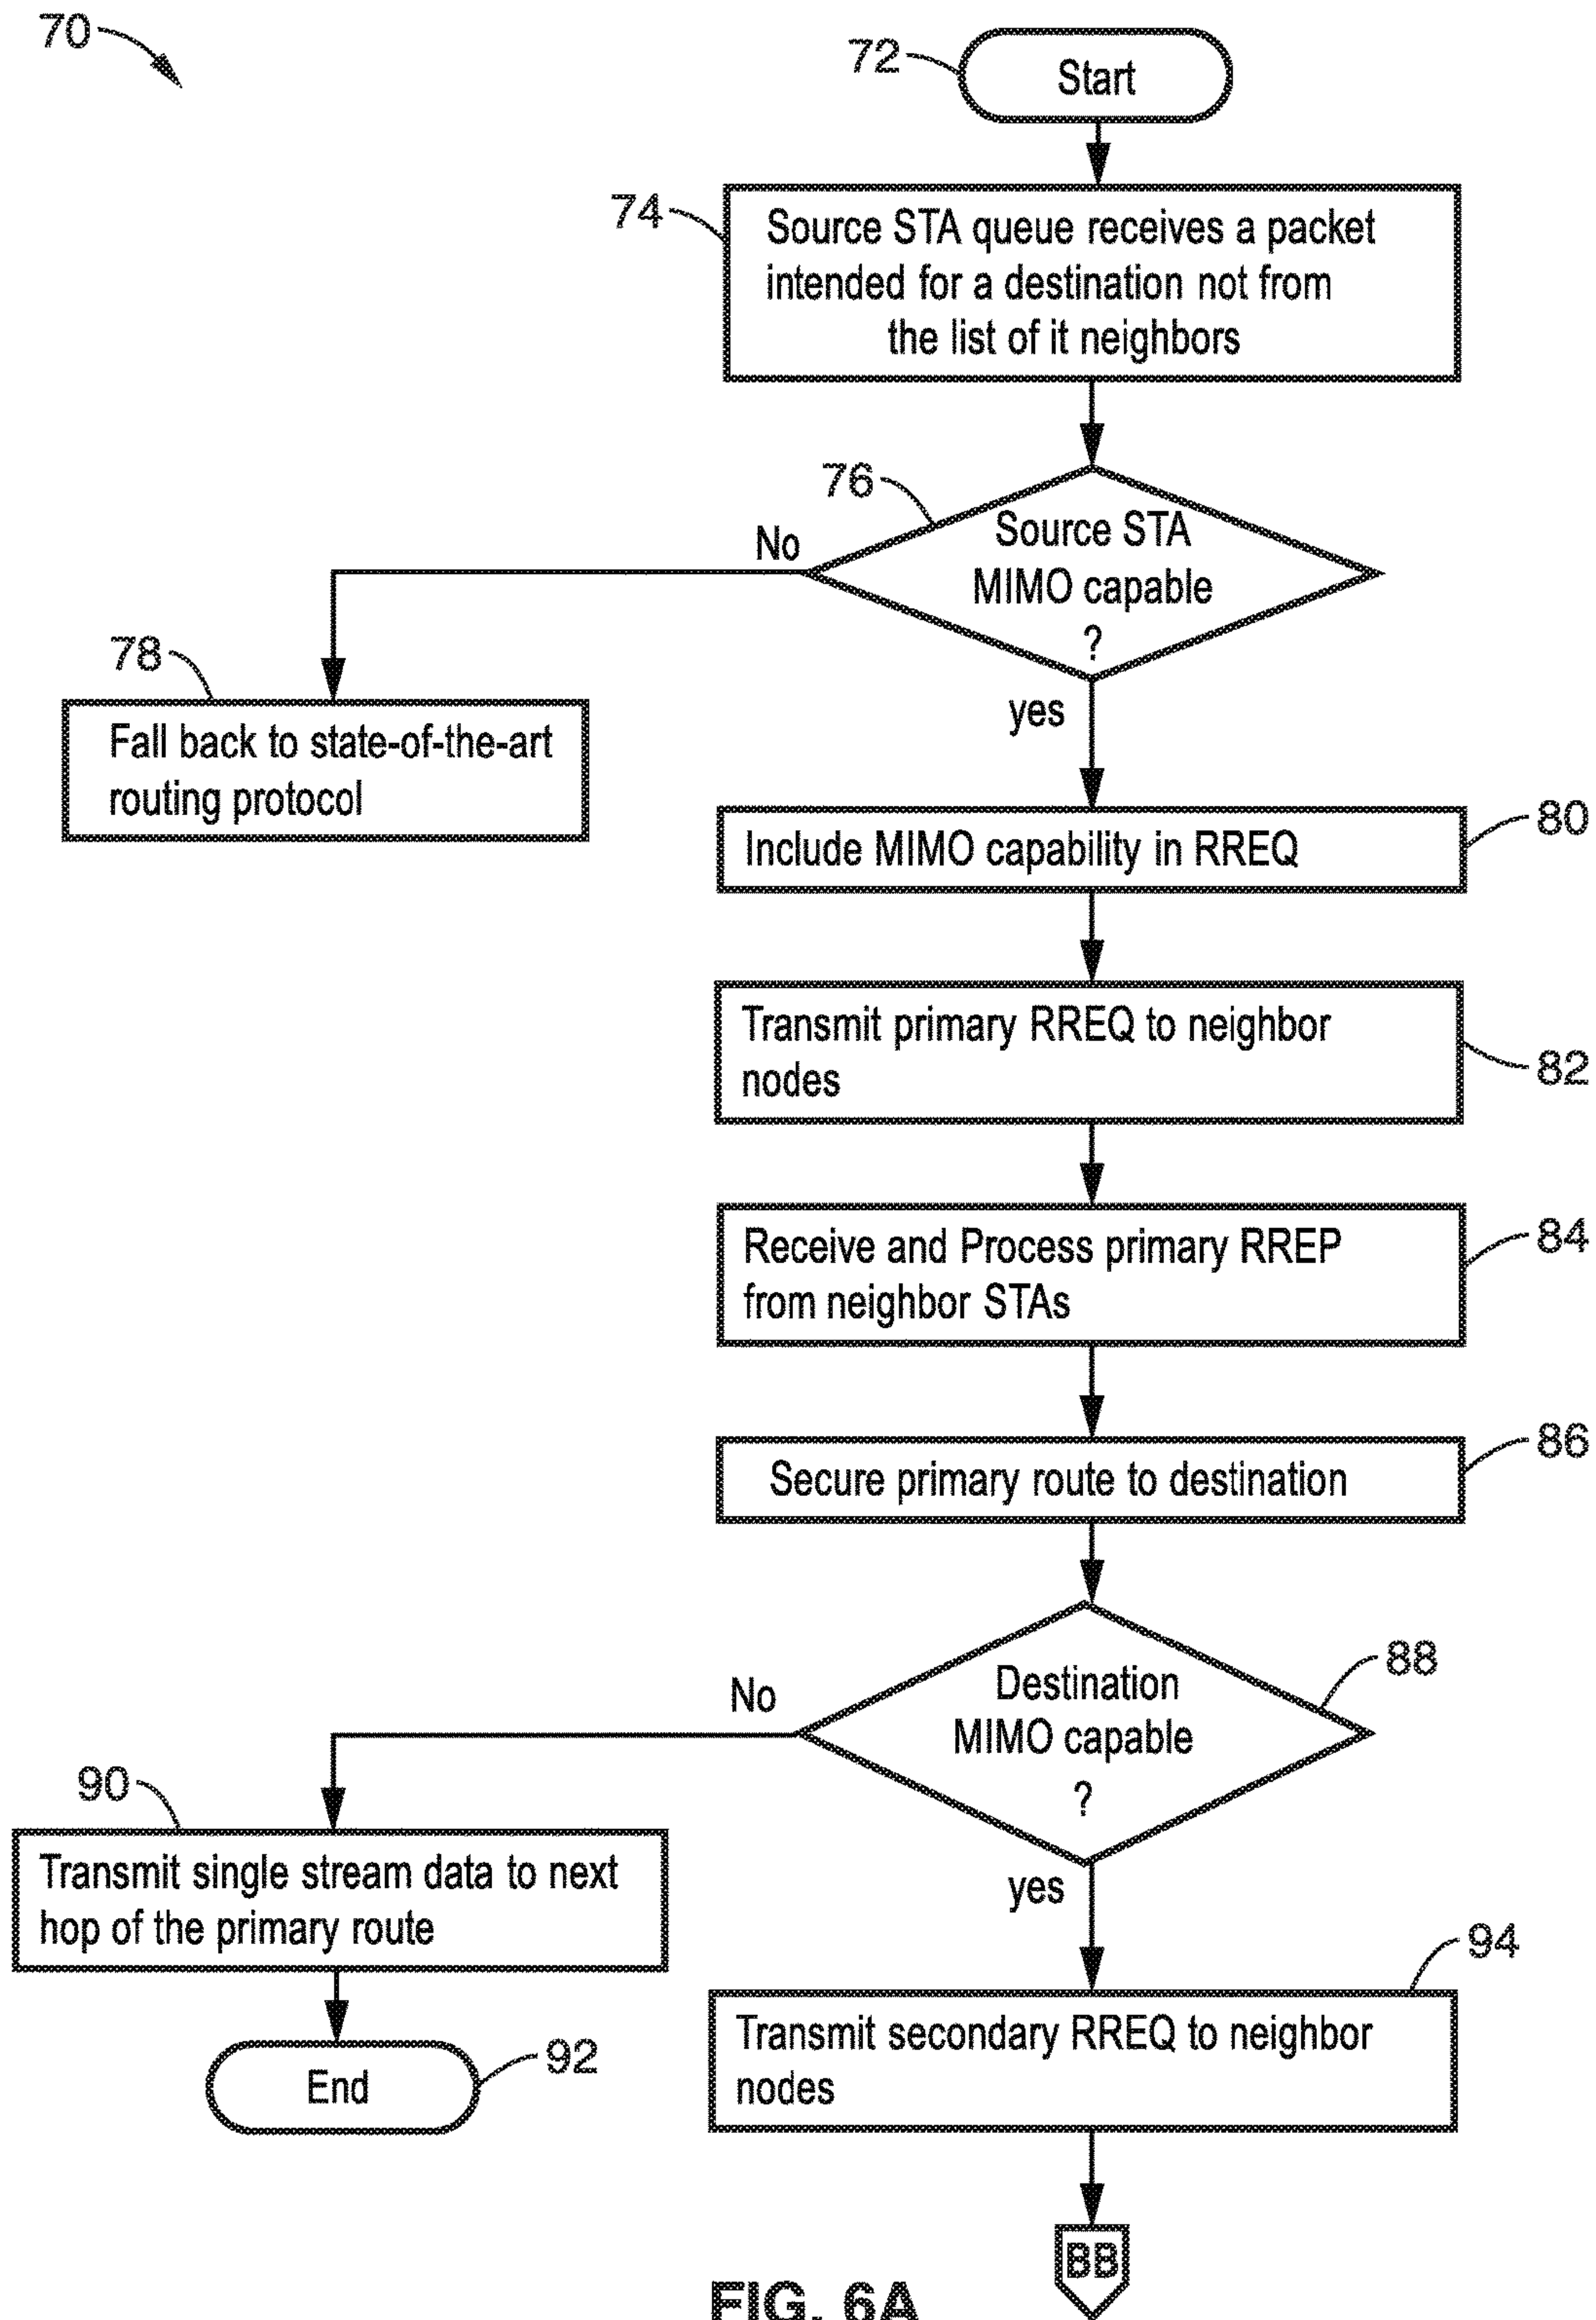 70
72
Start
74
Source STA queue receives a packet
intended for a destination not from
the list of it neighbors
76
Source STA
MIMO capable
?
No
yes
78
Fall back to state-of-the-art
routing protocol
80
Include MIMO capability in RREQ
82
Transmit primary RREQ to neighbor
nodes
84
Receive and Process primary RREP
from neighbor STAs
86
Secure primary route to destination
88
Destination
MIMO capable
?
No
yes
90
Transmit single stream data to next
hop of the primary route
92
End
94
Transmit secondary RREQ to neighbor
nodes
BB
FIG. 6A